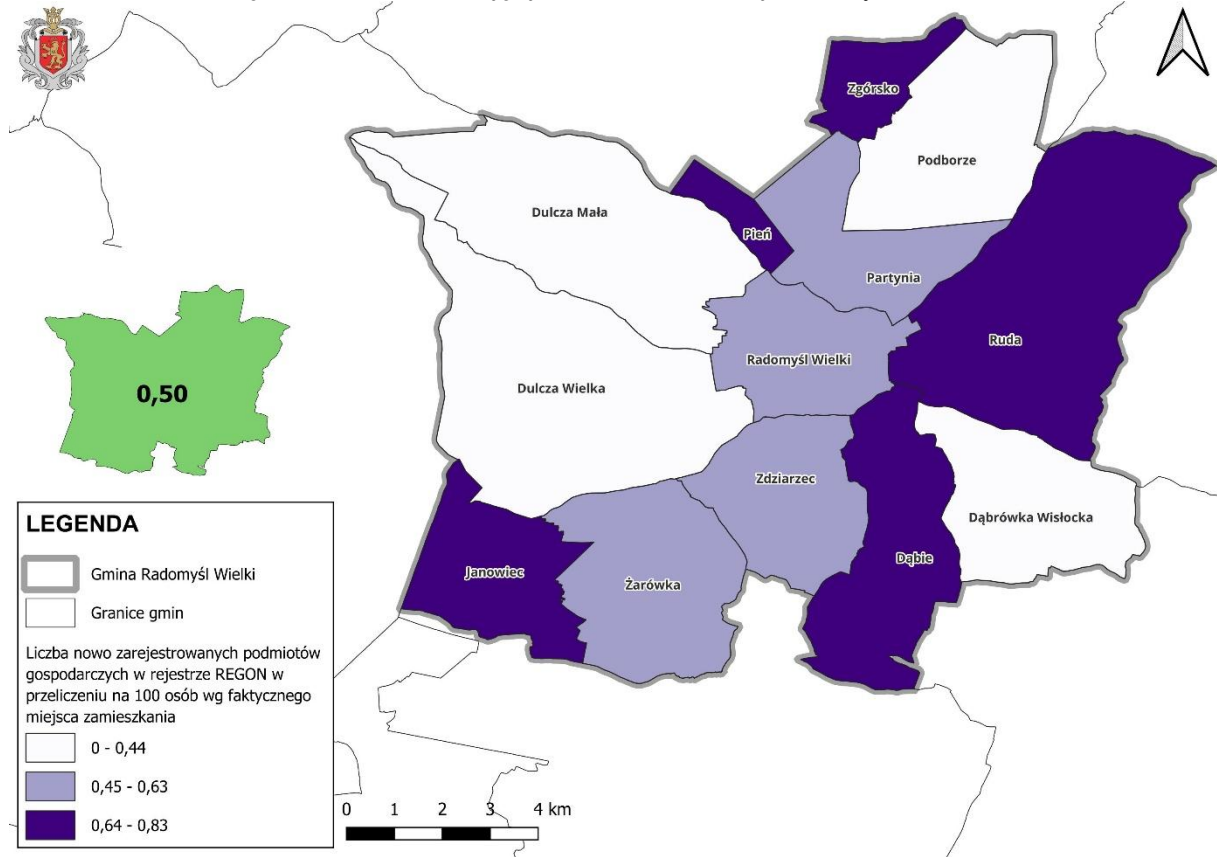 Zgórsko
Podborze
Dulcza Mała
Pień
Partynia
Ruda
Radomyśl Wielki
Dulcza Wielka
0,50
Zdziarzec
Dąbrówka Wisłocka
Dąbie
Janowiec
Żarówka
LEGENDA
Gmina Radomyśl Wielki
Granice gmin
Liczba nowo zarejestrowanych podmiotów
gospodarczych w rejestrze REGON w
przeliczeniu na 100 osób wg faktycznego
miejsca zamieszkania
0 - 0,44
0,45 - 0,63
0,64 - 0,83
0 1 2 3 4 km